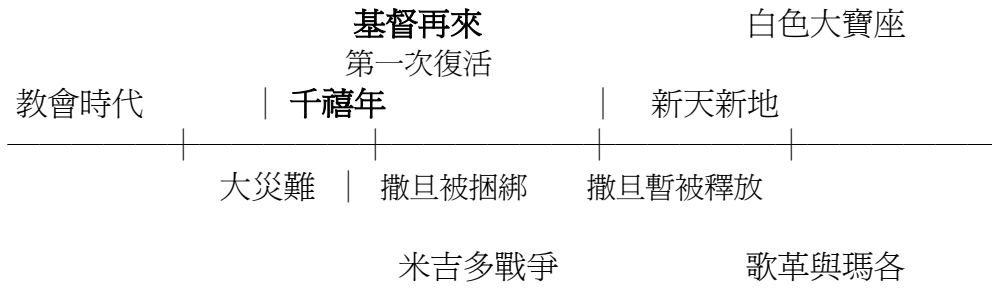 基督再來 白色大寶座
第一次復活
教會時代 | 千禧年 | 新天新地
大災難 | 撒旦被捆綁 撒旦暫被釋放
米吉多戰爭 歌革與瑪各